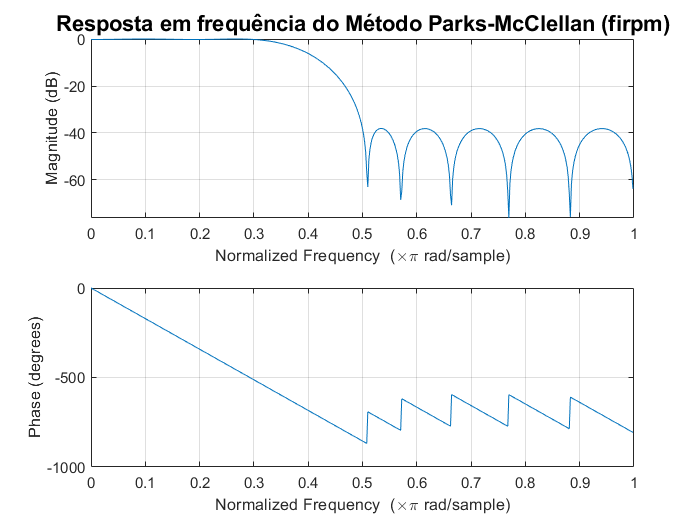 Resposta em frequência do Método Parks-McClellan (firpm)
Magnitude (dB)
0
-20
-40
-60
0 0.1 0.2 0.3 0.4 0.5 0.6 0.7 0.8 0.9 1
Normalized Frequency (×π rad/sample)
Phase (degrees)
0
-500
-1000
0 0.1 0.2 0.3 0.4 0.5 0.6 0.7 0.8 0.9 1
Normalized Frequency (×π rad/sample)